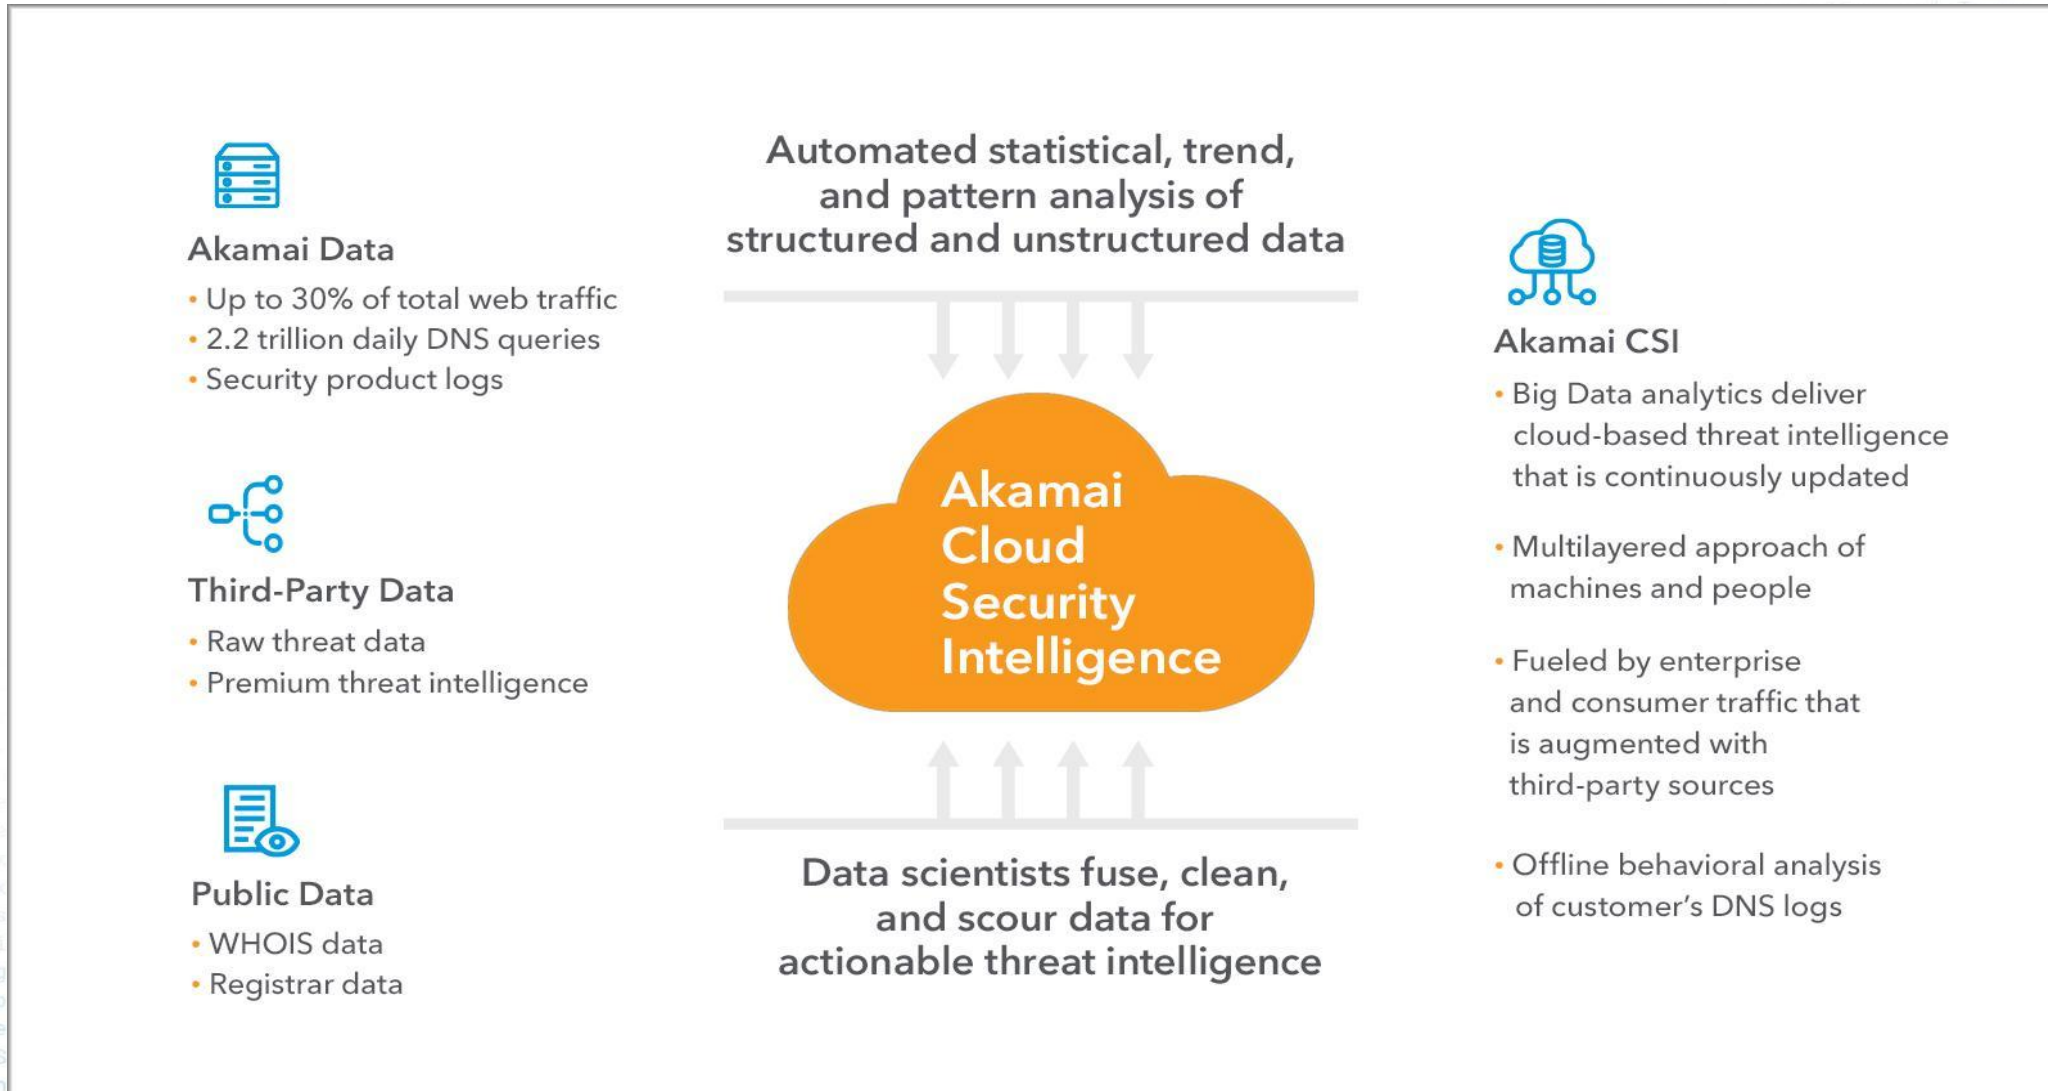 Akamai Data
• Up to 30% of total web traffic
• 2.2 trillion daily DNS queries
• Security product logs
Third-Party Data
• Raw threat data
• Premium threat intelligence
Public Data
• WHOIS data
• Registrar data
Automated statistical, trend,
and pattern analysis of
structured and unstructured data
Akamai
Cloud
Security
Intelligence
Data scientists fuse, clean,
and scour data for
actionable threat intelligence
Akamai CSI
• Big Data analytics deliver
cloud-based threat intelligence
that is continuously updated
• Multilayered approach of
machines and people
• Fueled by enterprise
and consumer traffic that
is augmented with
third-party sources
• Offline behavioral analysis
of customer’s DNS logs